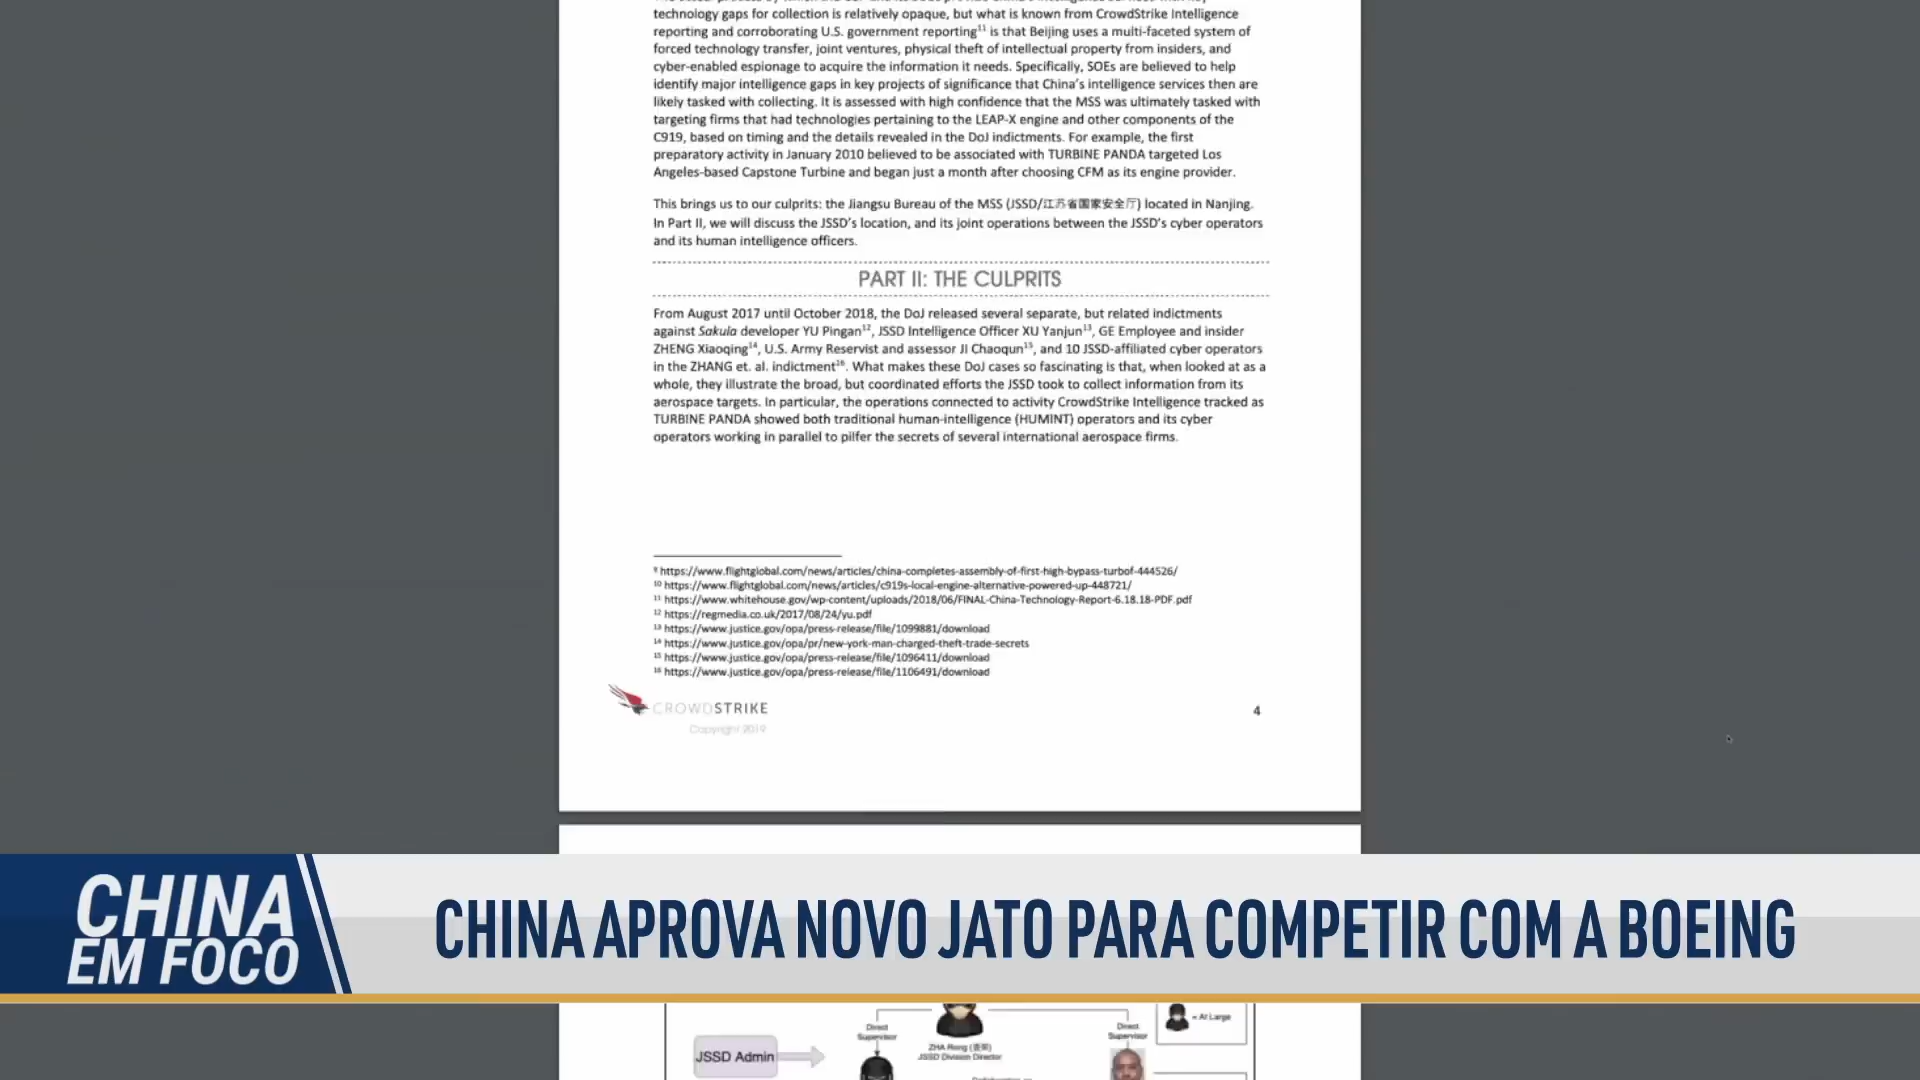 technology gaps for collection is relatively opaque, but what is known from CrowdStrike Intelligence
reporting and corroborating U.S. government reporting¹¹ is that Beijing uses a multi-faceted system of
forced technology transfer, joint ventures, physical theft of intellectual property from insiders, and
cyber-enabled espionage to acquire the information it needs. Specifically, SOEs are believed to help
identify major intelligence gaps in key projects of significance that China's intelligence services then are
likely tasked with collecting. It is assessed with high confidence that the MSS was ultimately tasked with
targeting firms that had technologies pertaining to the LEAP-X engine and other components of the
C919, based on timing and the details revealed in the DoJ indictments. For example, the first
preparatory activity in January 2010 believed to be associated with TURBINE PANDA targeted Los
Angeles-based Capstone Turbine and began just a month after choosing CFM as its engine provider.
This brings us to our culprits: the Jiangsu Bureau of the MSS (JSSD/江苏省国家安全厅) located in Nanjing.
In Part II, we will discuss the JSSD's location, and its joint operations between the JSSD's cyber operators
and its human intelligence officers.
PART II: THE CULPRITS
From August 2017 until October 2018, the DoJ released several separate, but related indictments
against Sakula developer YU Pingan¹², JSSD Intelligence Officer XU Yanjun¹³, GE Employee and insider
ZHENG Xiaoqing¹⁴, U.S. Army Reservist and assessor JI Chaoqun¹⁵, and 10 JSSD-affiliated cyber operators
in the ZHANG et. al. indictment¹⁶. What makes these DoJ cases so fascinating is that, when looked at as a
whole, they illustrate the broad, but coordinated efforts the JSSD took to collect information from its
aerospace targets. In particular, the operations connected to activity CrowdStrike Intelligence tracked as
TURBINE PANDA showed both traditional human-intelligence (HUMINT) operators and its cyber
operators working in parallel to pilfer the secrets of several international aerospace firms.
⁹ https://www.flightglobal.com/news/articles/china-completes-assembly-of-first-high-bypass-turbof-444526/
¹⁰ https://www.flightglobal.com/news/articles/c919s-local-engine-alternative-powered-up-448721/
¹¹ https://www.whitehouse.gov/wp-content/uploads/2018/06/FINAL-China-Technology-Report-6.18.18-PDF.pdf
¹² https://regmedia.co.uk/2017/08/24/yu.pdf
¹³ https://www.justice.gov/opa/press-release/file/1099881/download
¹⁴ https://www.justice.gov/opa/pr/new-york-man-charged-theft-trade-secrets
¹⁵ https://www.justice.gov/opa/press-release/file/1096411/download
¹⁶ https://www.justice.gov/opa/press-release/file/1106491/download
CROWDSTRIKE
Copyright 2019
4
CHINA
EM FOCO
CHINA APROVA NOVO JATO PARA COMPETIR COM A BOEING
= At Large
Direct
Supervisor
Direct
Supervisor
ZHA Rong (查荣)
JSSD Division Director
JSSD Admin